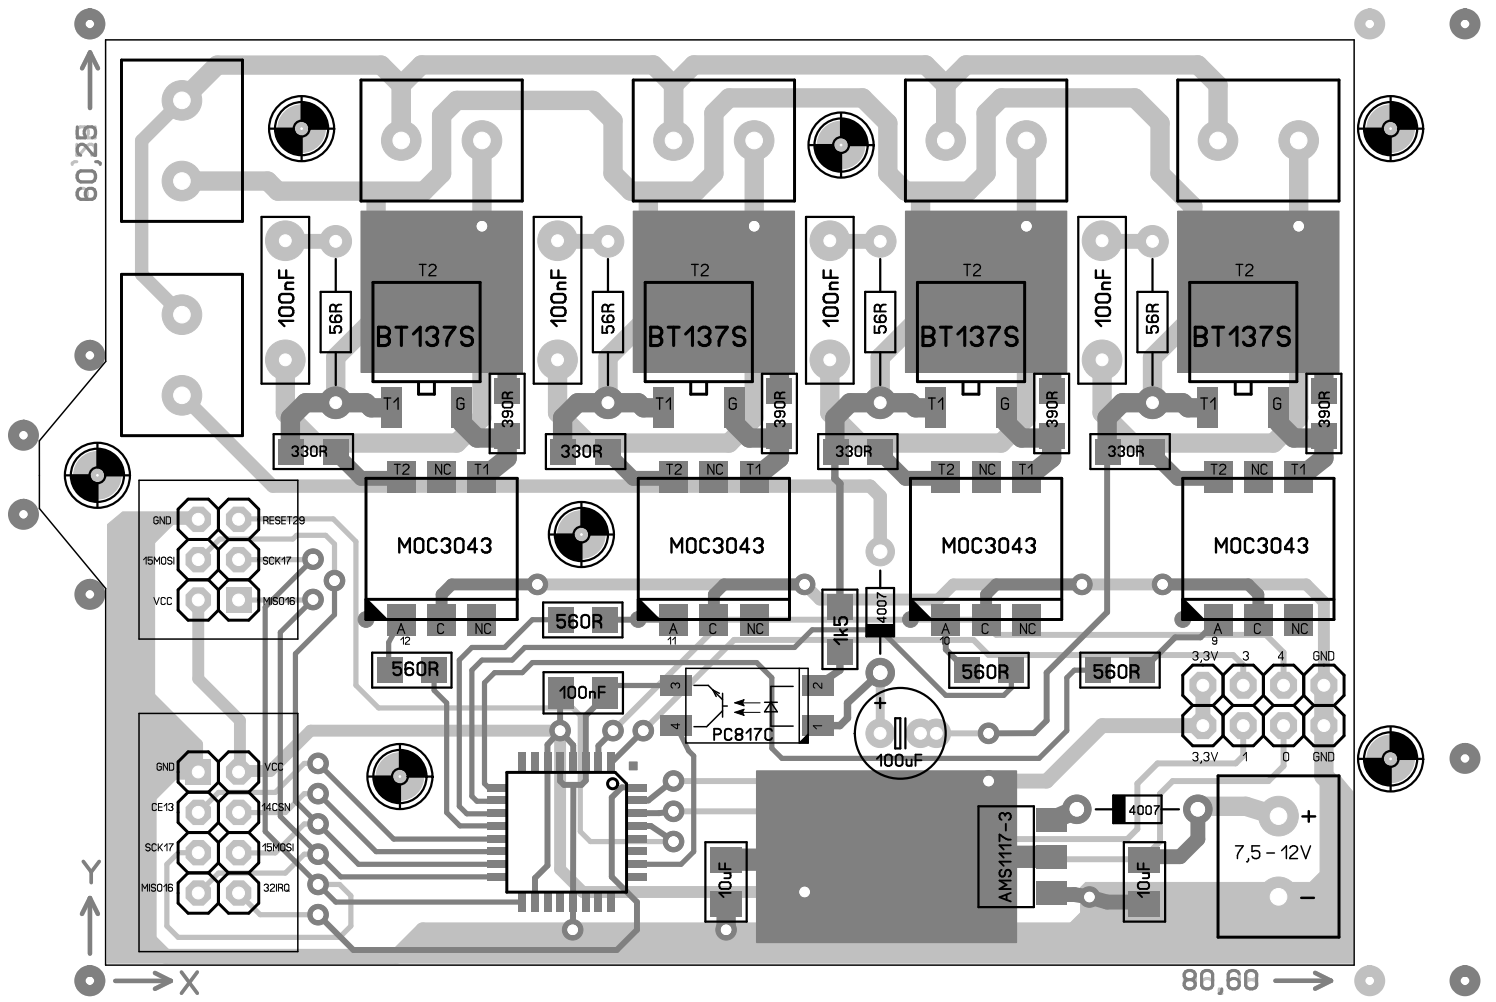 60,25
100nF
56R
T2
BT137S
T1
G
390R
330R
100nF
56R
T2
BT137S
T1
G
390R
330R
100nF
56R
T2
BT137S
T1
G
390R
330R
100nF
56R
T2
BT137S
T1
G
390R
330R
T2 NC T1
MOC3043
A C NC
12
T2 NC T1
MOC3043
A C NC
11
T2 NC T1
MOC3043
A C NC
10
T2 NC T1
MOC3043
A C NC
9
GND RESET29
15MOSI SCK17
VCC MISO16
560R
560R
1k5
4007
560R
560R
100nF
3 2
4 1
PC817C
+
100uF
3,3V 3 4 GND
3,3V 1 0 GND
GND VCC
CE13 14CSN
SCK17 15MOSI
MISO16 32IRQ
10uF
AMS1117-3
4007
10uF
+
7,5-12V
−
Y
X
80,60